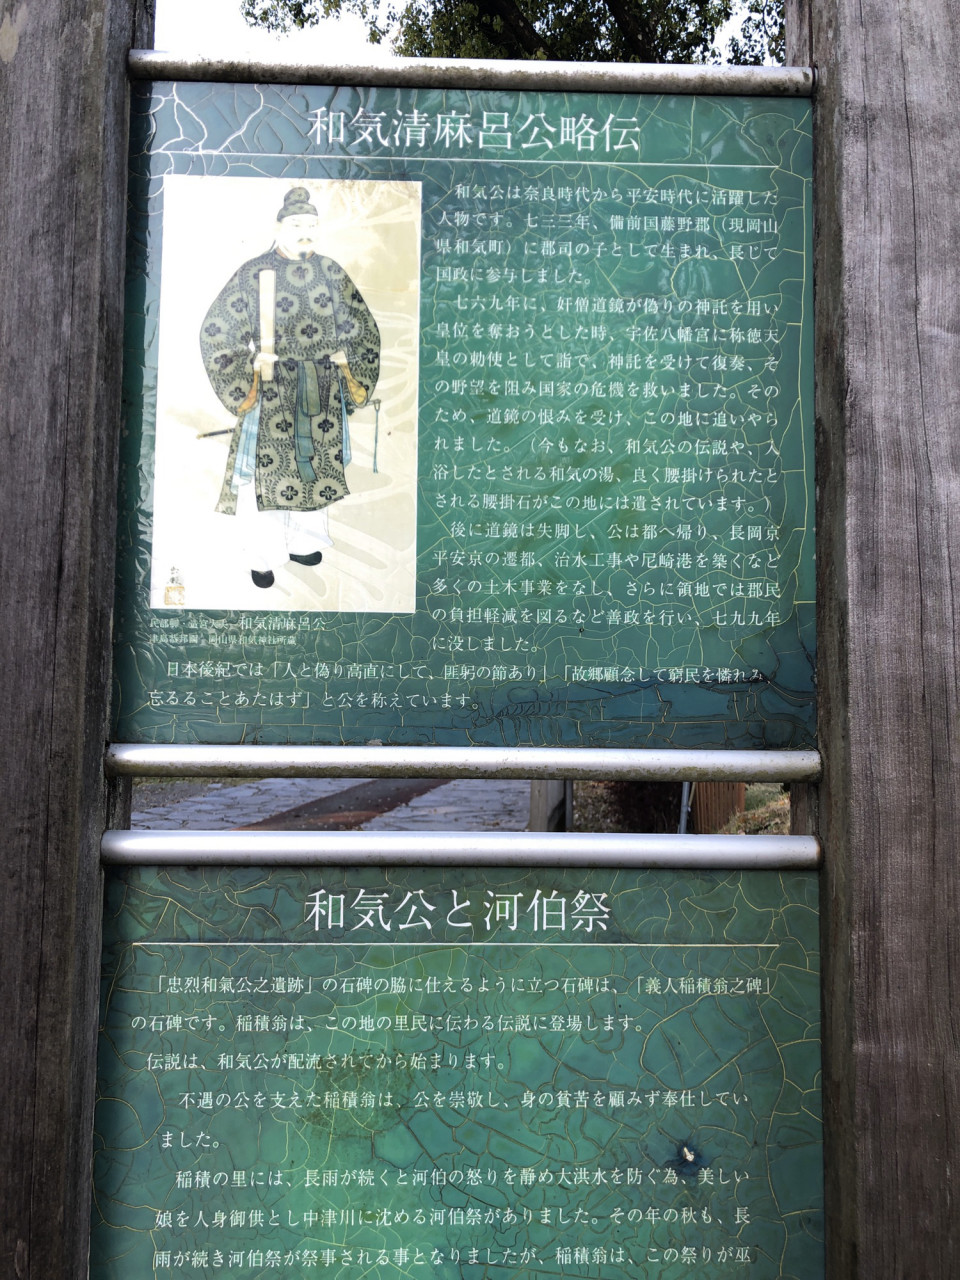 和気清麻呂公略伝
和気公は奈良時代から平安時代に活躍した
人物です。七三三年、備前国藤野郡（現岡山
県和気町）に郡司の子として生まれ、長じて
国政に参与しました。
七六九年に、奸僧道鏡が偽りの神託を用い
皇位を奪おうとした時、宇佐八幡宮に称徳天
皇の勅使として詣で、神託を受けて復奏、そ
の野望を阻み国家の危機を救いました。その
ため、道鏡の恨みを受け、この地に追いやら
れました。（今もなお、和気公の伝説や、入
浴したとされる和気の湯、良く腰掛けられたと
される腰掛石がこの地には遺されています。）
後に道鏡は失脚し、公は都へ帰り、長岡京
平安京の遷都、治水工事や尼崎港を築くなど
多くの土木事業をなし、さらに領地では郡民
の負担軽減を図るなど善政を行い、七九九年
に没しました。
和気清麻呂公
岡山県和気神社所蔵
日本後紀では「人と偽り高直にして、匪躬の節あり」「故郷顧念して窮民を憐れみ
忘るることあたはず」と公を称えています。
和気公と河伯祭
「忠烈和氣公之遺跡」の石碑の脇に仕えるように立つ石碑は、「義人稲積翁之碑」
の石碑です。稲積翁は、この地の里民に伝わる伝説に登場します。
伝説は、和気公が配流されてから始まります。
不遇の公を支えた稲積翁は、公を崇敬し、身の貧苦を顧みず奉仕してい
ました。
稲積の里には、長雨が続くと河伯の怒りを静め大洪水を防ぐ為、美しい
娘を人身御供とし中津川に沈める河伯祭がありました。その年の秋も、長
雨が続き河伯祭が祭事される事となりましたが、稲積翁は、この祭りが巫